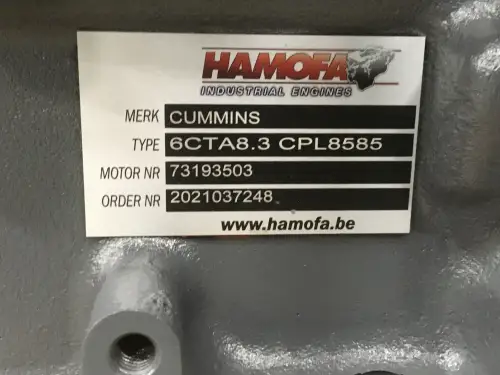 HAMOFA
INDUSTRIAL ENGINES
MERK CUMMINS
TYPE 6CTA8.3 CPL8585
MOTOR NR 73193503
ORDER NR 2021037248
www.hamofa.be